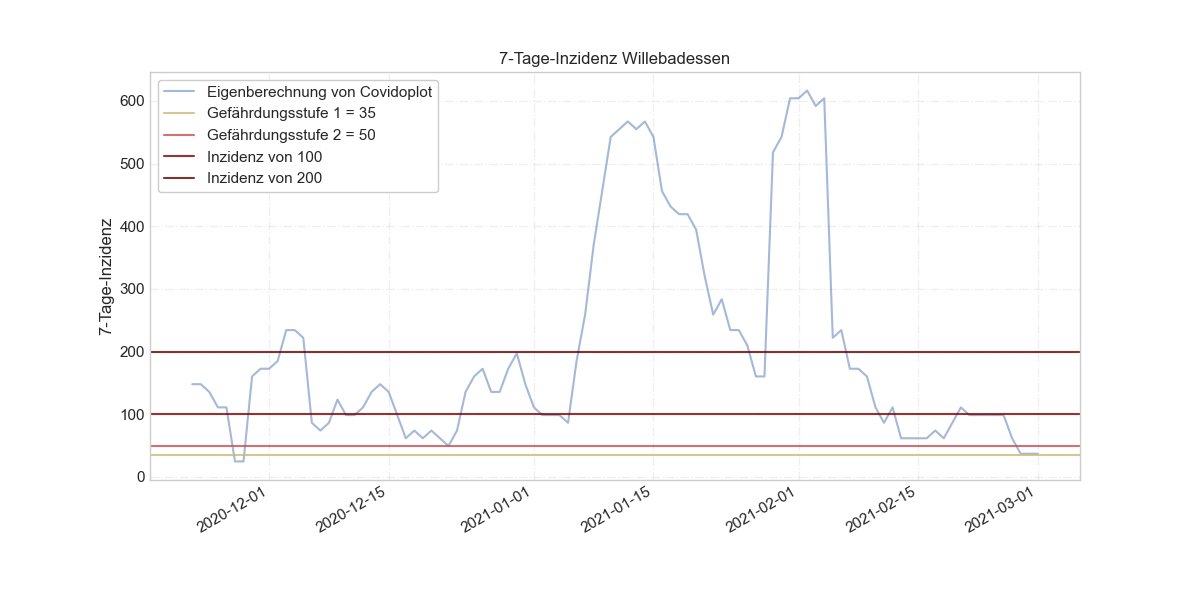 7-Tage-Inzidenz Willebadessen
Eigenberechnung von Covidoplot
Gefährdungsstufe 1 = 35
Gefährdungsstufe 2 = 50
Inzidenz von 100
Inzidenz von 200
7-Tage-Inzidenz
600
500
400
300
200
100
0
2020-12-01
2020-12-15
2021-01-01
2021-01-15
2021-02-01
2021-02-15
2021-03-01